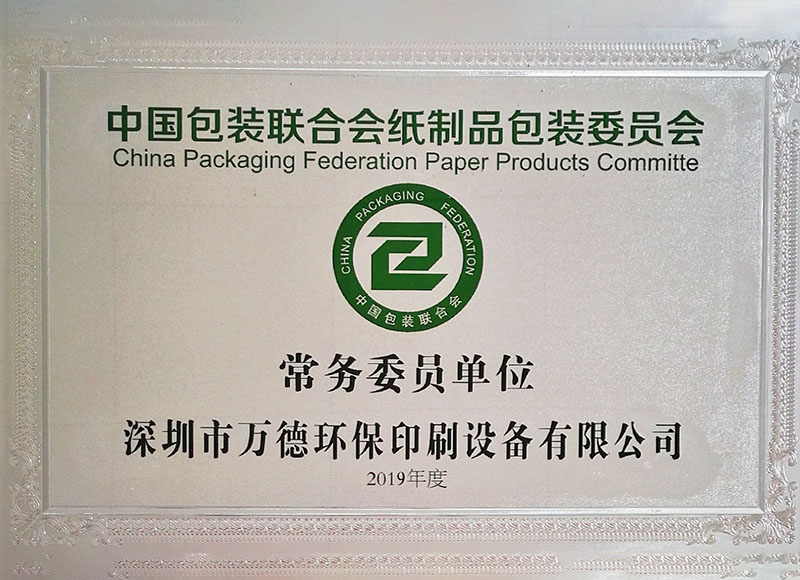 中国包装联合会纸制品包装委员会
China Packaging Federation Paper Products Committe
CHINA PACKAGING FEDERATION
中国包装联合会
常务委员单位
深圳市万德环保印刷设备有限公司
2019年度